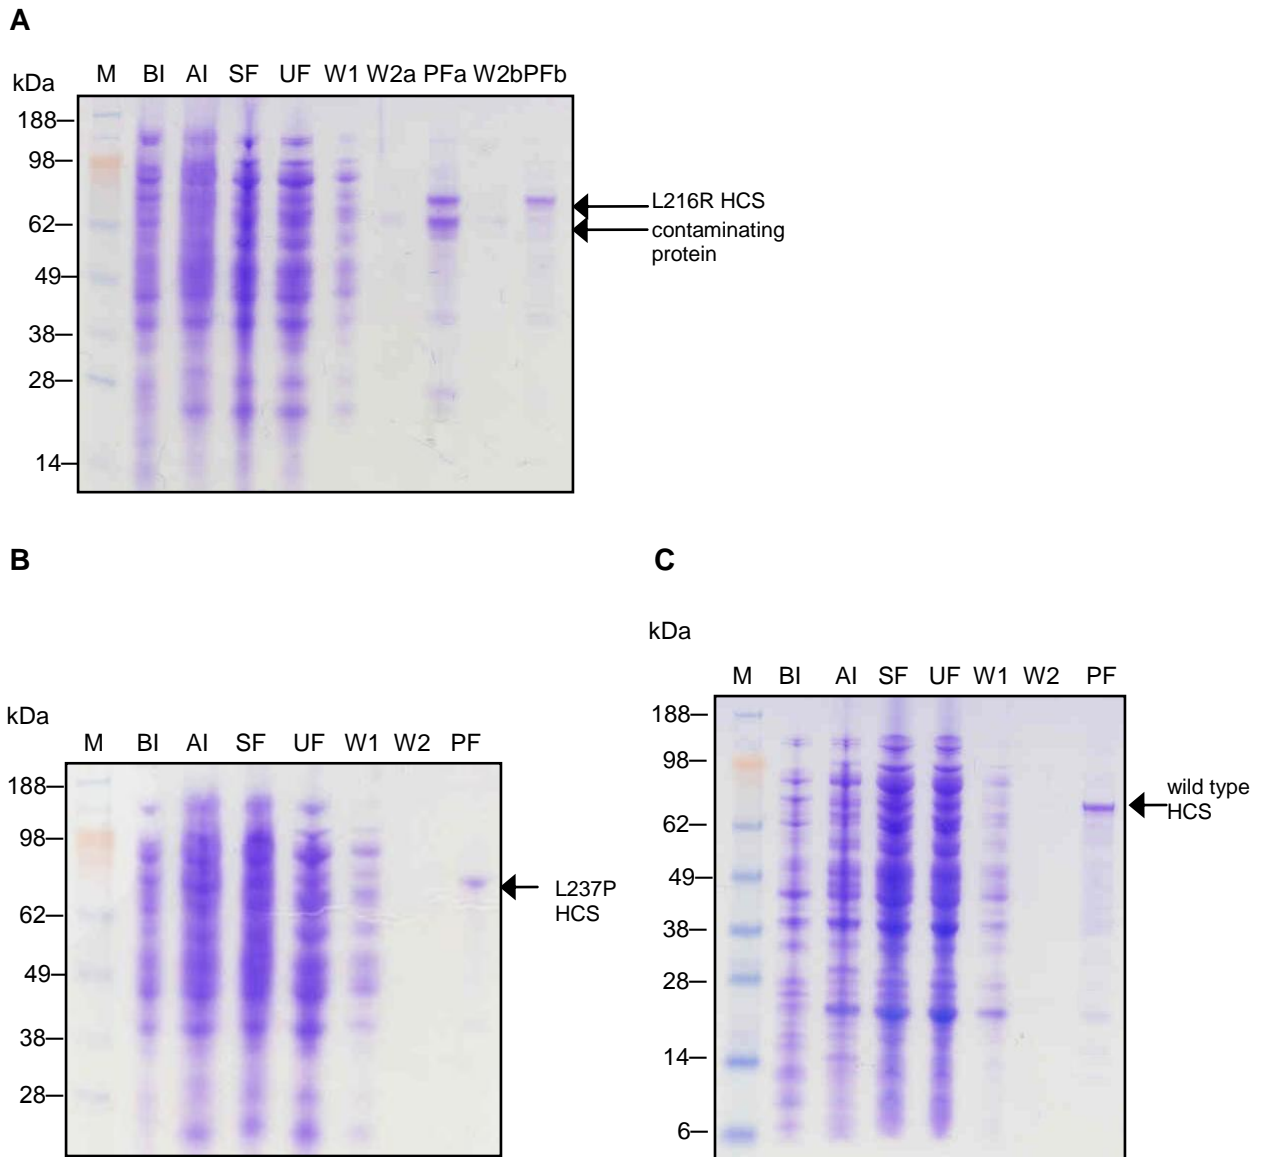 A
kDa
M BI AI SF UF W1 W2a PFa W2b PFb
188
98
62
49
38
28
14
L216R HCS
contaminating
protein
B
kDa
M BI AI SF UF W1 W2 PF
188
98
62
49
38
28
L237P
HCS
C
kDa
M BI AI SF UF W1 W2 PF
188
98
62
49
38
28
14
6
wild type
HCS